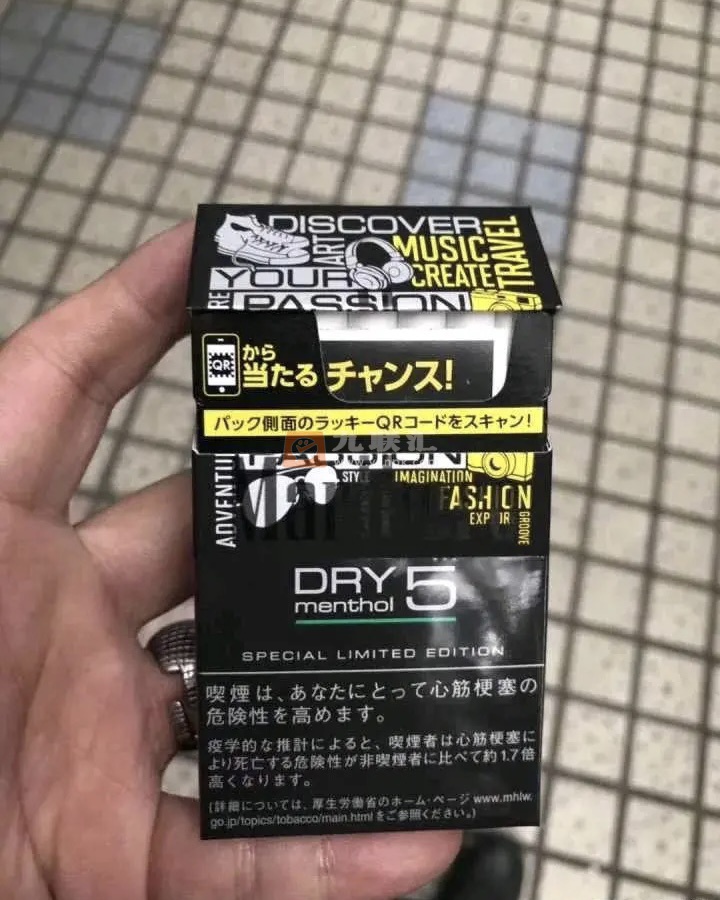 DISCOVER
ART
MUSIC
TRAVEL
YOUR
CREATE
PASSION
QR
から
当たるチャンス!
パック側面のラッキーQRコードをスキャン!
九联汇
STYLE
IMAGINATION
FASHION
GROOVE
DRY 5
menthol
SPECIAL LIMITED EDITION
喫煙は、あなたにとって心筋梗塞の
危険性を高めます。
疫学的な推計によると、喫煙者は心筋梗塞に
より死亡する危険性が非喫煙者に比べて約1.7倍
高くなります。
(詳細については、厚生労働省のホーム・ページ www.mhlw.
go.jp/topics/tobacco/main.html をご参照ください。)